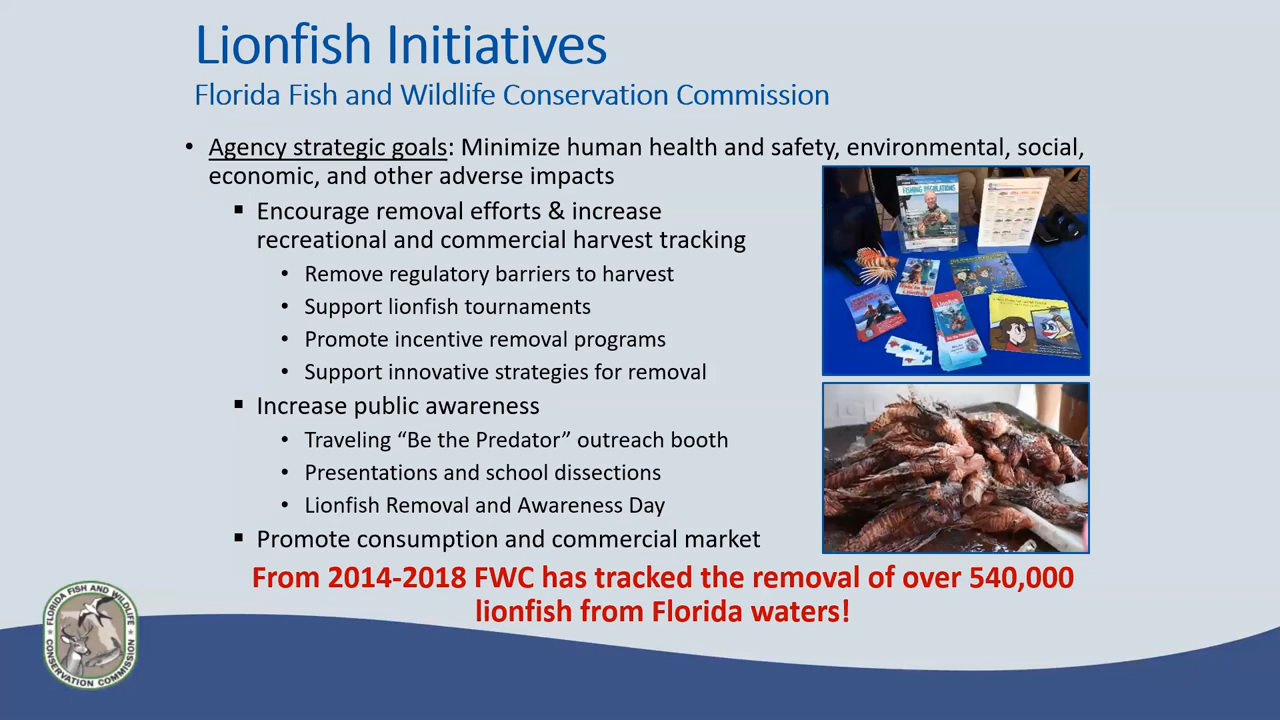 Lionfish Initiatives
Florida Fish and Wildlife Conservation Commission
• Agency strategic goals: Minimize human health and safety, environmental, social,
economic, and other adverse impacts
▪ Encourage removal efforts & increase
recreational and commercial harvest tracking
• Remove regulatory barriers to harvest
• Support lionfish tournaments
• Promote incentive removal programs
• Support innovative strategies for removal
▪ Increase public awareness
• Traveling “Be the Predator” outreach booth
• Presentations and school dissections
• Lionfish Removal and Awareness Day
▪ Promote consumption and commercial market
From 2014-2018 FWC has tracked the removal of over 540,000
lionfish from Florida waters!
FISHING REGULATIONS
Lionfish
FLORIDA FISH AND WILDLIFE
CONSERVATION COMMISSION